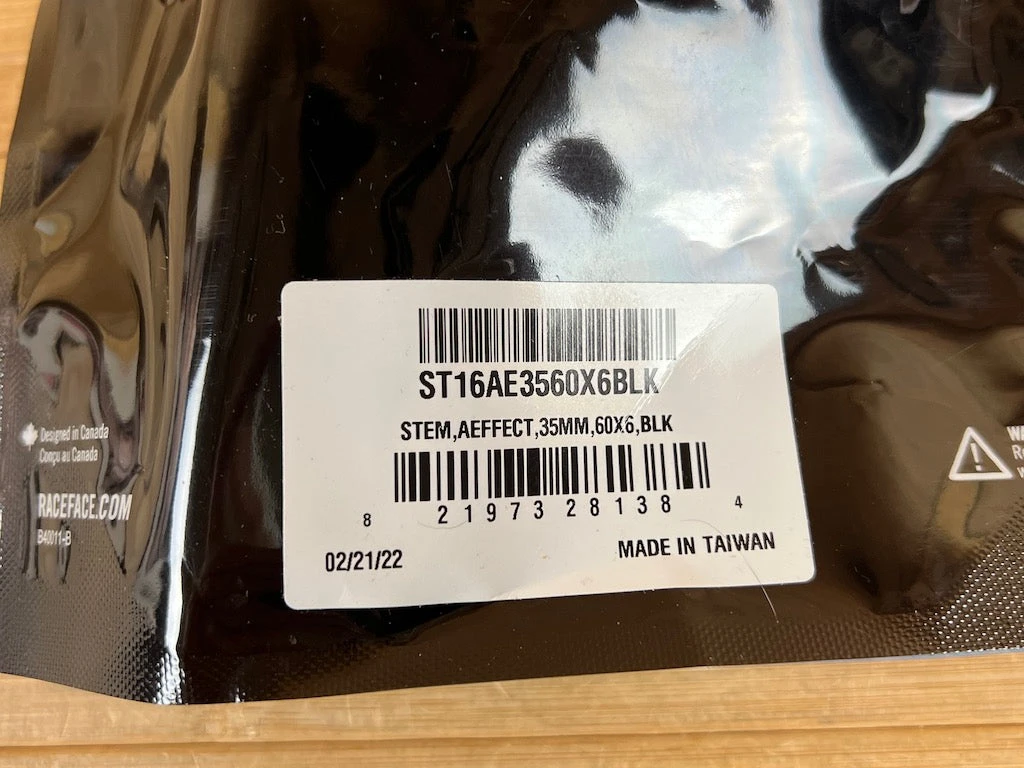 ST16AE3560X6BLK
STEM,AEFFECT,35MM,60X6,BLK
8 21973 28138 4
02/21/22
MADE IN TAIWAN
Designed in Canada
Conçu au Canada
RACEFACE.COM
B40011-B